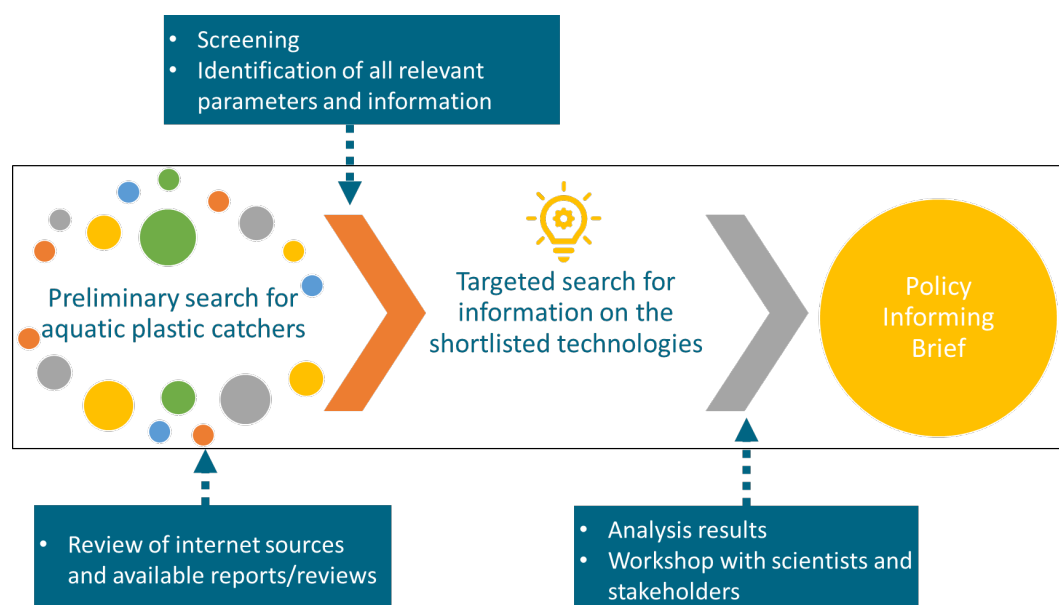 • Screening
• Identification of all relevant
parameters and information
Preliminary search for
aquatic plastic catchers
Targeted search for
information on the
shortlisted technologies
Policy
Informing
Brief
• Review of internet sources
and available reports/reviews
• Analysis results
• Workshop with scientists and
stakeholders